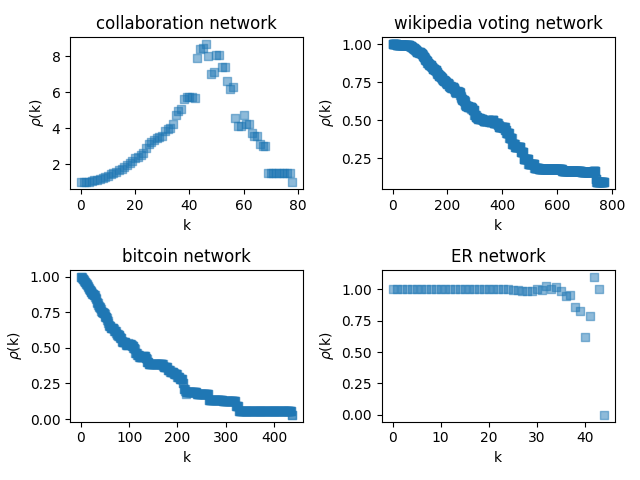 collaboration network
ρ(k)
8
6
4
2
0 20 40 60 80
k
wikipedia voting network
ρ(k)
1.00
0.75
0.50
0.25
0 200 400 600 800
k
bitcoin network
ρ(k)
1.00
0.75
0.50
0.25
0.00
0 100 200 300 400
k
ER network
ρ(k)
1.00
0.75
0.50
0.25
0.00
0 10 20 30 40
k